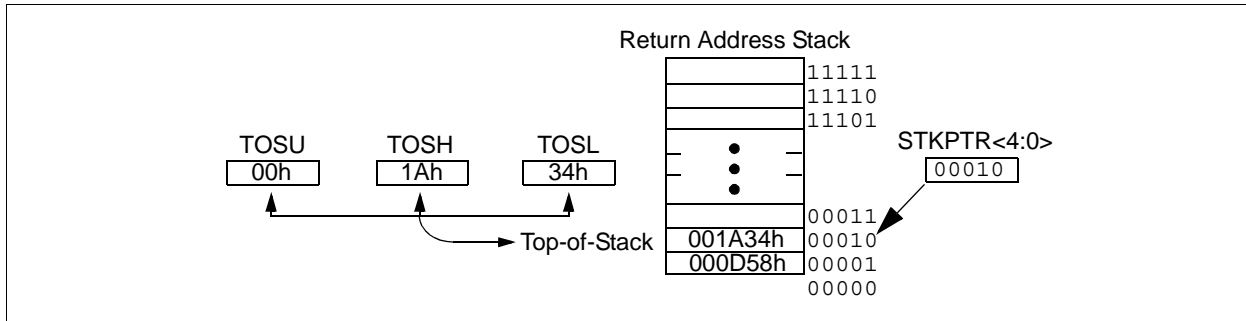 Return Address Stack
11111
11110
11101
TOSU TOSH TOSL
00h 1Ah 34h
STKPTR<4:0>
00010
00011
Top-of-Stack 001A34h 00010
000D58h 00001
00000